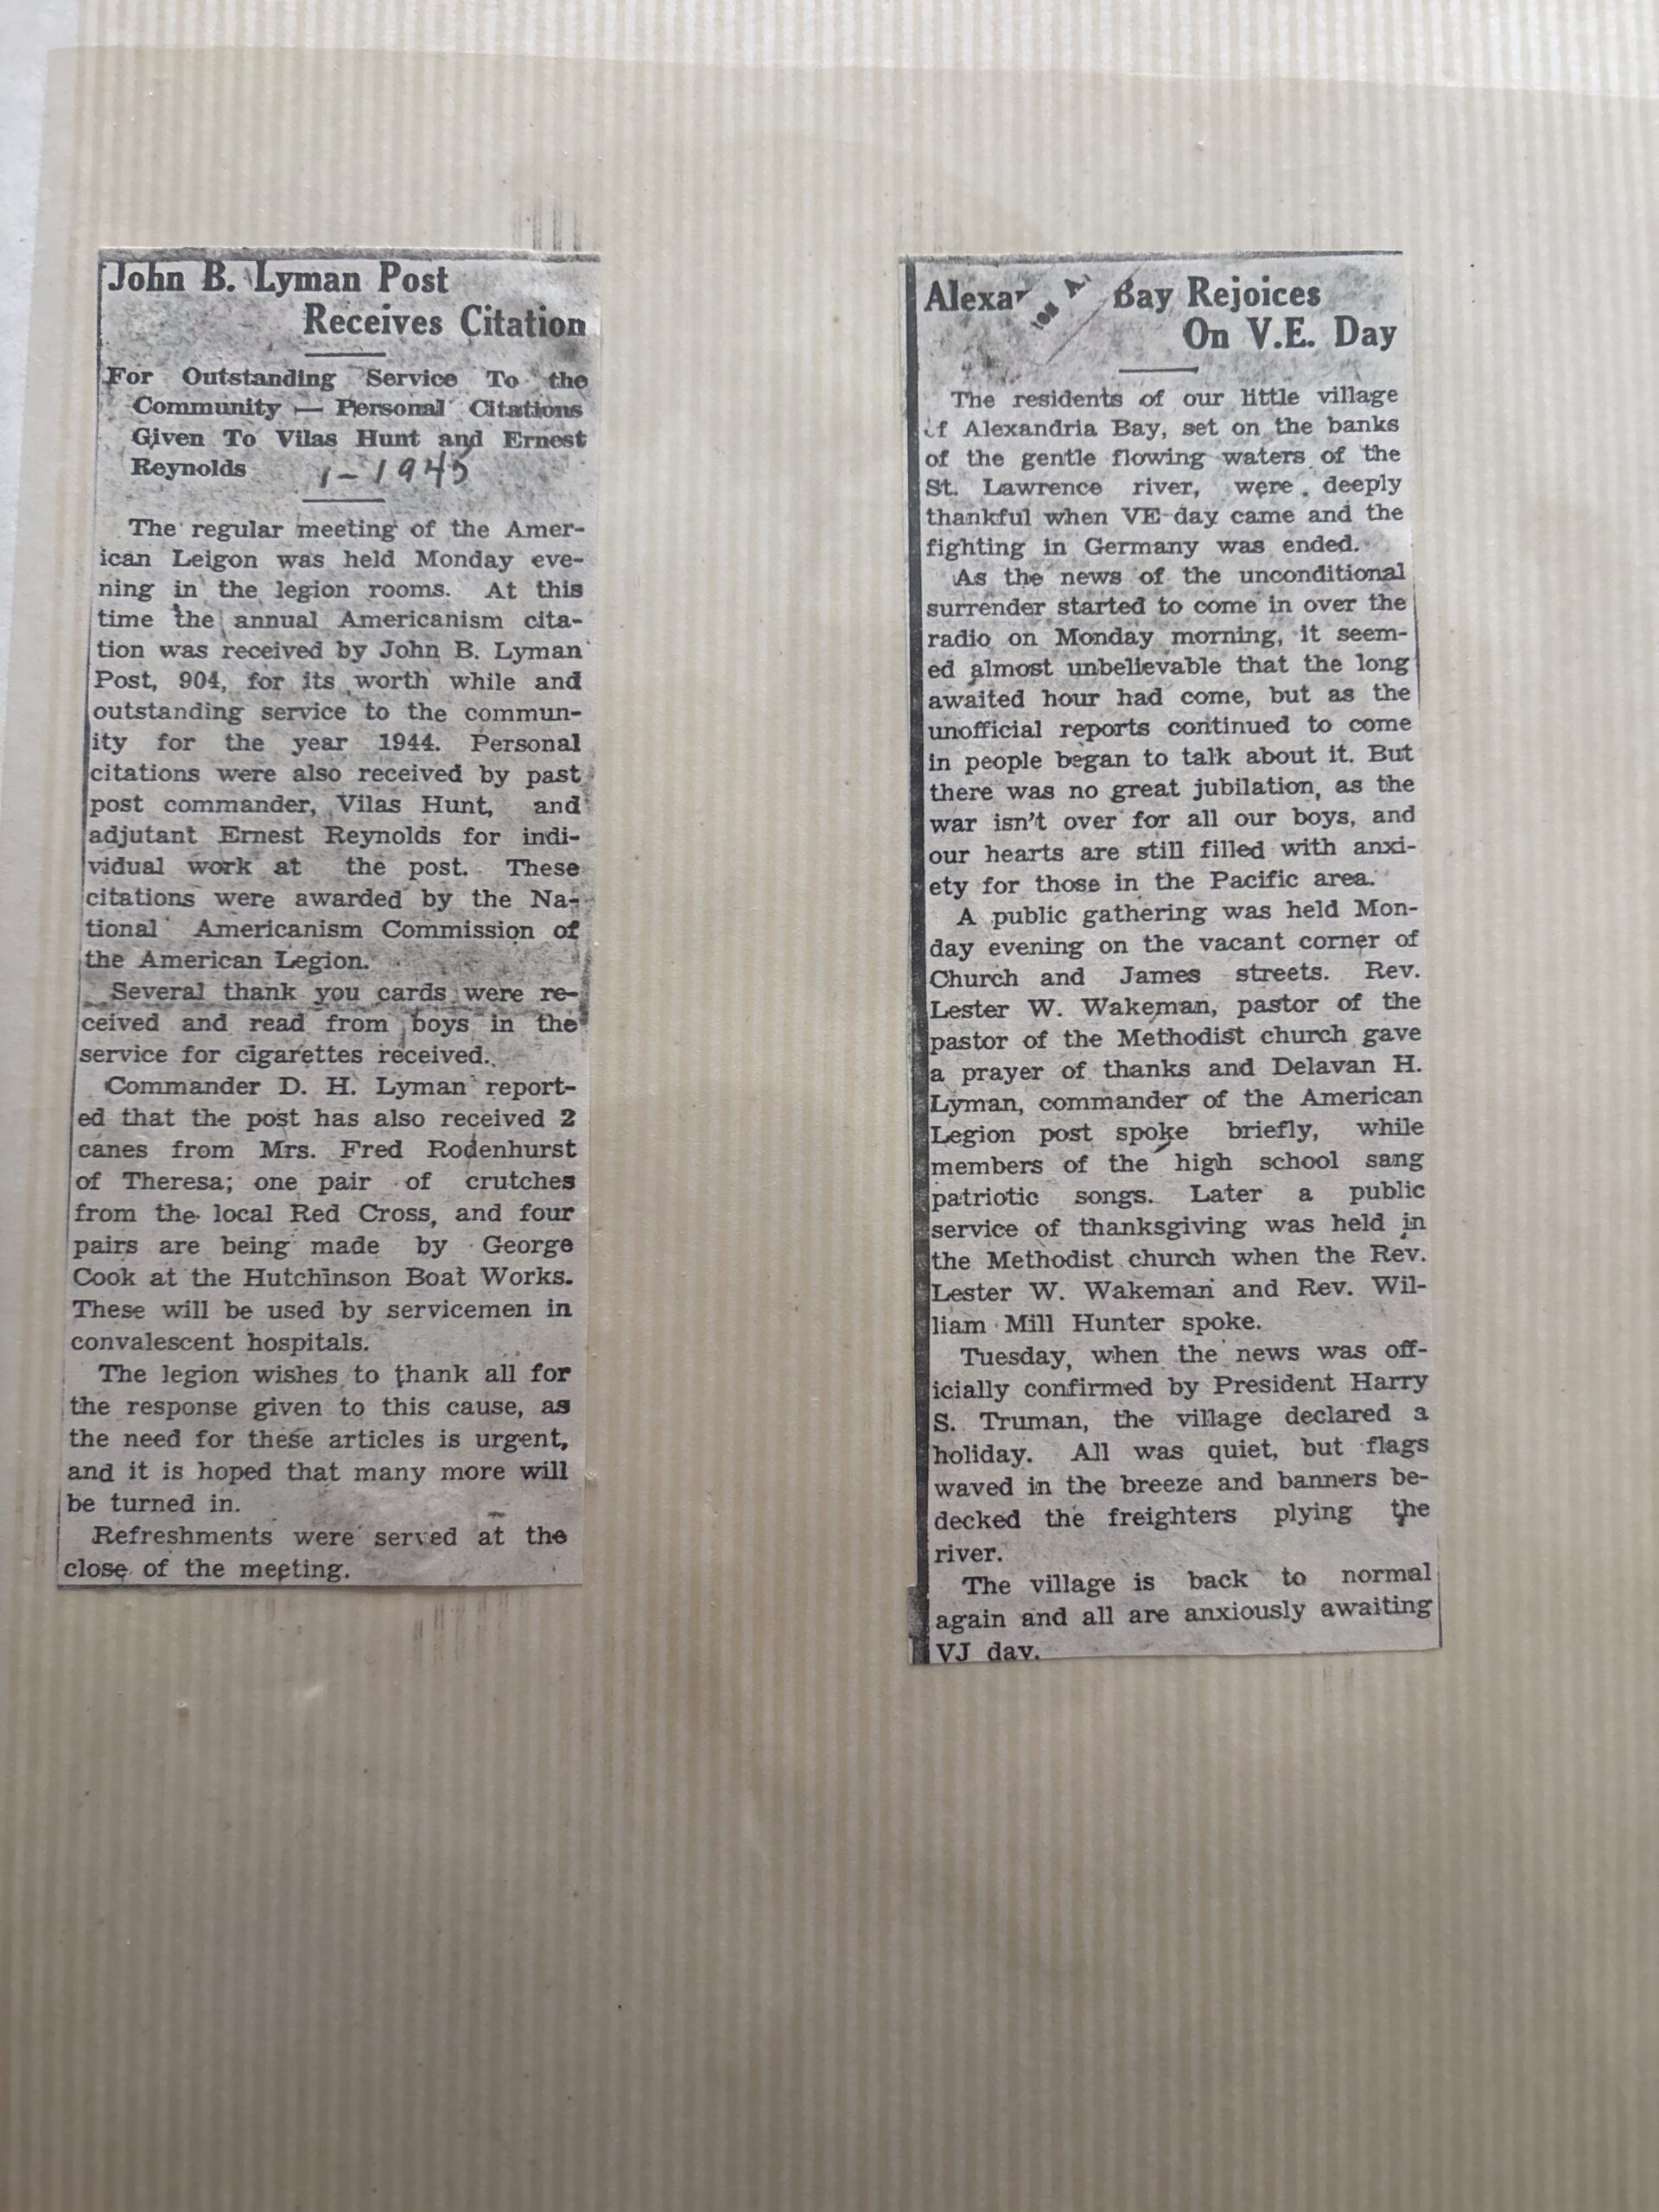 John B. Lyman Post
Receives Citation
For Outstanding Service To the
Community — Personal Citations
Given To Vilas Hunt and Ernest
Reynolds 1-1945
The regular meeting of the Amer-
ican Leigon was held Monday eve-
ning in the legion rooms. At this
time the annual Americanism cita-
tion was received by John B. Lyman
Post, 904, for its worth while and
outstanding service to the commun-
ity for the year 1944. Personal
citations were also received by past
post commander, Vilas Hunt, and
adjutant Ernest Reynolds for indi-
vidual work at the post. These
citations were awarded by the Na-
tional Americanism Commission of
the American Legion.
Several thank you cards were re-
ceived and read from boys in the
service for cigarettes received.
Commander D. H. Lyman report-
ed that the post has also received 2
canes from Mrs. Fred Rodenhurst
of Theresa; one pair of crutches
from the local Red Cross, and four
pairs are being made by George
Cook at the Hutchinson Boat Works.
These will be used by servicemen in
convalescent hospitals.
The legion wishes to thank all for
the response given to this cause, as
the need for these articles is urgent,
and it is hoped that many more will
be turned in.
Refreshments were served at the
close of the meeting.
Bay Rejoices
On V.E. Day
The residents of our little village
of Alexandria Bay, set on the banks
of the gentle flowing waters of the
St. Lawrence river, were deeply
thankful when VE day came and the
fighting in Germany was ended.
As the news of the unconditional
surrender started to come in over the
radio on Monday morning, it seem-
ed almost unbelievable that the long
awaited hour had come, but as the
unofficial reports continued to come
in people began to talk about it. But
there was no great jubilation, as the
war isn't over for all our boys, and
our hearts are still filled with anxi-
ety for those in the Pacific area.
A public gathering was held Mon-
day evening on the vacant corner of
Church and James streets. Rev.
Lester W. Wakeman, pastor of the
pastor of the Methodist church gave
a prayer of thanks and Delavan H.
Lyman, commander of the American
Legion post spoke briefly, while
members of the high school sang
patriotic songs. Later a public
service of thanksgiving was held in
the Methodist church when the Rev.
Lester W. Wakeman and Rev. Wil-
liam Mill Hunter spoke.
Tuesday, when the news was off-
icially confirmed by President Harry
S. Truman, the village declared a
holiday. All was quiet, but flags
waved in the breeze and banners be-
decked the freighters plying the
river.
The village is back to normal
again and all are anxiously awaiting
VJ day.